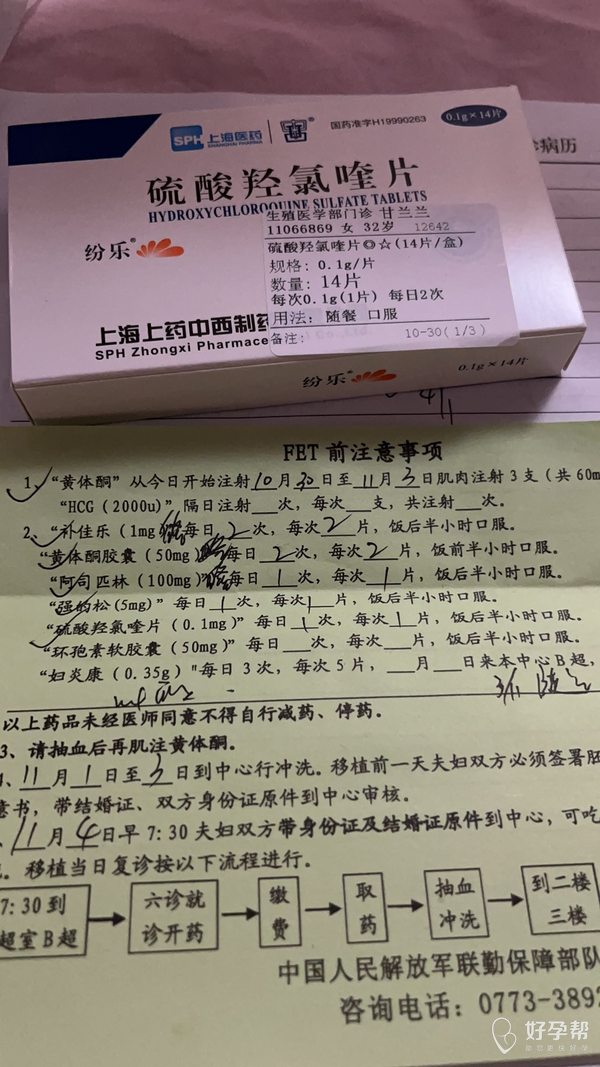 SPH 上海医药
SHANGHAI PHARMA
国药准字H19990263
0.1g×14片
诊病历
硫酸羟氯喹片
HYDROXYCHLOROQUINE SULFATE TABLETS
纷乐®
生殖医学部门诊 甘兰兰
11066869 女 32岁 12642
硫酸羟氯喹片◎☆(14片/盒)
规格: 0.1g/片
数量: 14片
每次0.1g(1片) 每日2次
用法: 随餐 口服
备注: 10-30(1/3)
上海上药中西制药
SPH Zhongxi Pharmace
纷乐®
0.1g×14片
FET 前注意事项
1、“黄体酮”从今日开始注射10月30日至11月3日肌肉注射3支(共60m
“HCG(2000u)”隔日注射___次，每次___支，共注射___次。
2、“补佳乐(1mg)每日2次，每次2片，饭后半小时口服。
“黄体酮胶囊(50mg)每日2次，每次2片，饭前半小时口服。
“阿司匹林(100mg)每日1次，每次1片，饭后半小时口服。
“强的松(5mg)”每日1次，每次1片，饭后半小时口服。
“硫酸羟氯喹片(0.1mg)”每日1次，每次1片，饭后半小时口服。
“环孢素软胶囊(50mg)”每日___次，每次___片，饭后半小时口服。
“妇炎康(0.35g)"每日3次，每次5片，___月___日来本中心B超，
以上药品未经医师同意不得自行减药、停药。
3、请抽血后再肌注黄体酮。
、11月1日至3日到中心行冲洗。移植前一天夫妇双方必须签署胚
意书，带结婚证、双方身份证原件到中心审核。
、11月4日早7:30夫妇双方带身份证及结婚证原件到中心，可吃
。移植当日复诊按以下流程进行。
7:30到
超室B超
六诊就
诊开药
缴
费
取
药
抽血
冲洗
到二楼
三楼
中国人民解放军联勤保障部队
咨询电话：0773-3892
好孕帮